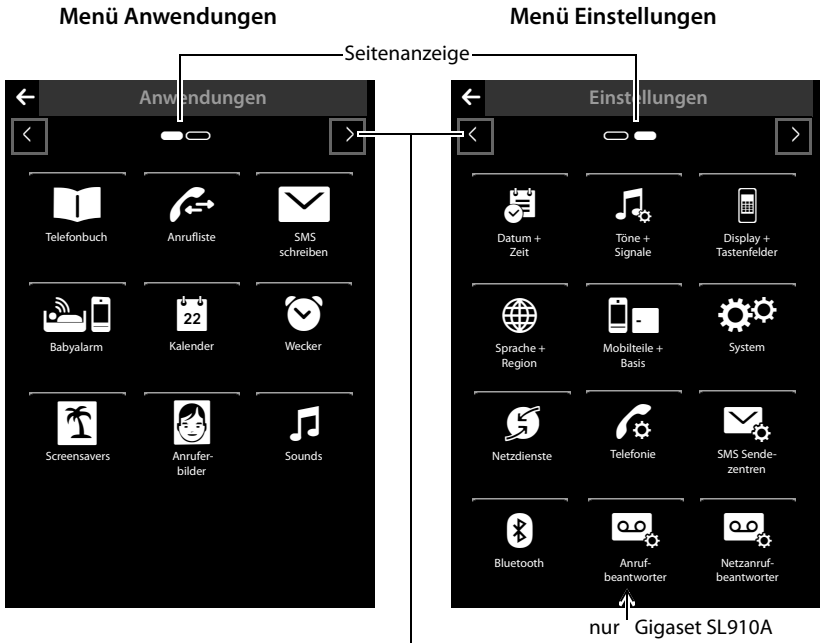 Menü Anwendungen
Menü Einstellungen
Seitenanzeige
Anwendungen
Telefonbuch
Anrufliste
SMS
schreiben
Babyalarm
22
Kalender
Wecker
Screensavers
Anrufer-
bilder
Sounds
Einstellungen
Datum +
Zeit
Töne +
Signale
Display +
Tastenfelder
Sprache +
Region
Mobilteile +
Basis
System
Netzdienste
Telefonie
SMS Sende-
zentren
Bluetooth
Anruf-
beantworter
Netzanruf-
beantworter
nur Gigaset SL910A